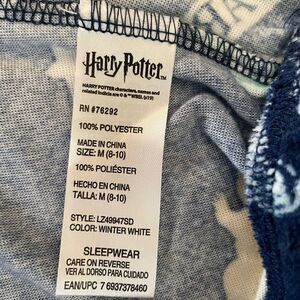 Harry Potter™
HARRY POTTER characters, names and
related indicia are © & ™ WBEI. (s19)
RN #76292
100% POLYESTER
MADE IN CHINA
SIZE: M (8-10)
100% POLIÉSTER
HECHO EN CHINA
TALLA: M (8-10)
STYLE: LZ49947SD
COLOR: WINTER WHITE
SLEEPWEAR
CARE ON REVERSE
VER AL DORSO PARA CUIDADO
EAN/UPC 7 6937378460